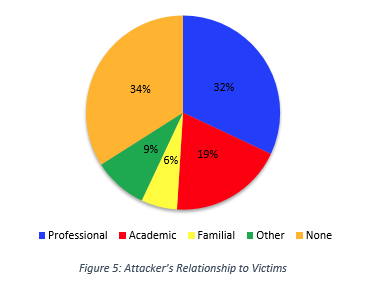 34%
32%
9%
6%
19%
Professional Academic Familial Other None
Figure 5: Attacker's Relationship to Victims